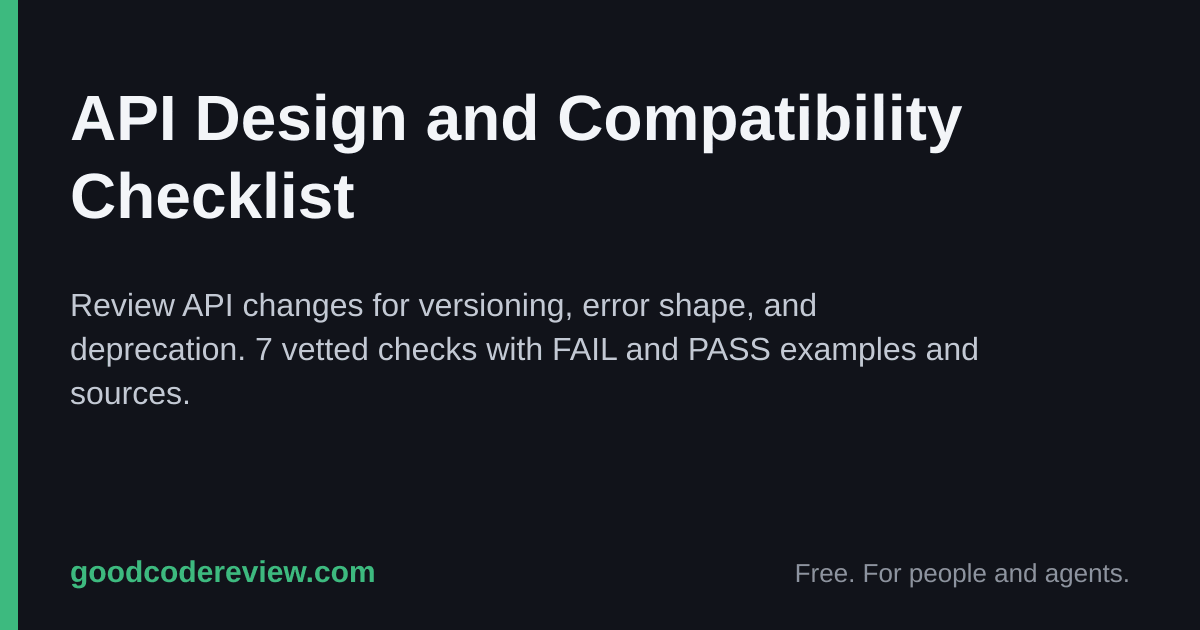 API Design and Compatibility
Checklist
Review API changes for versioning, error shape, and
deprecation. 7 vetted checks with FAIL and PASS examples and
sources.
goodcodereview.com
Free. For people and agents.